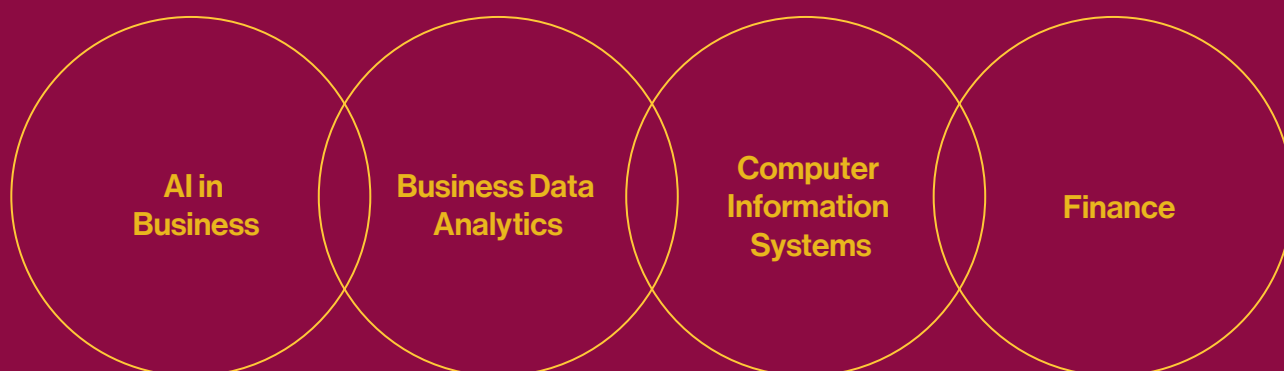 AI in
Business
Business Data
Analytics
Computer
Information
Systems
Finance